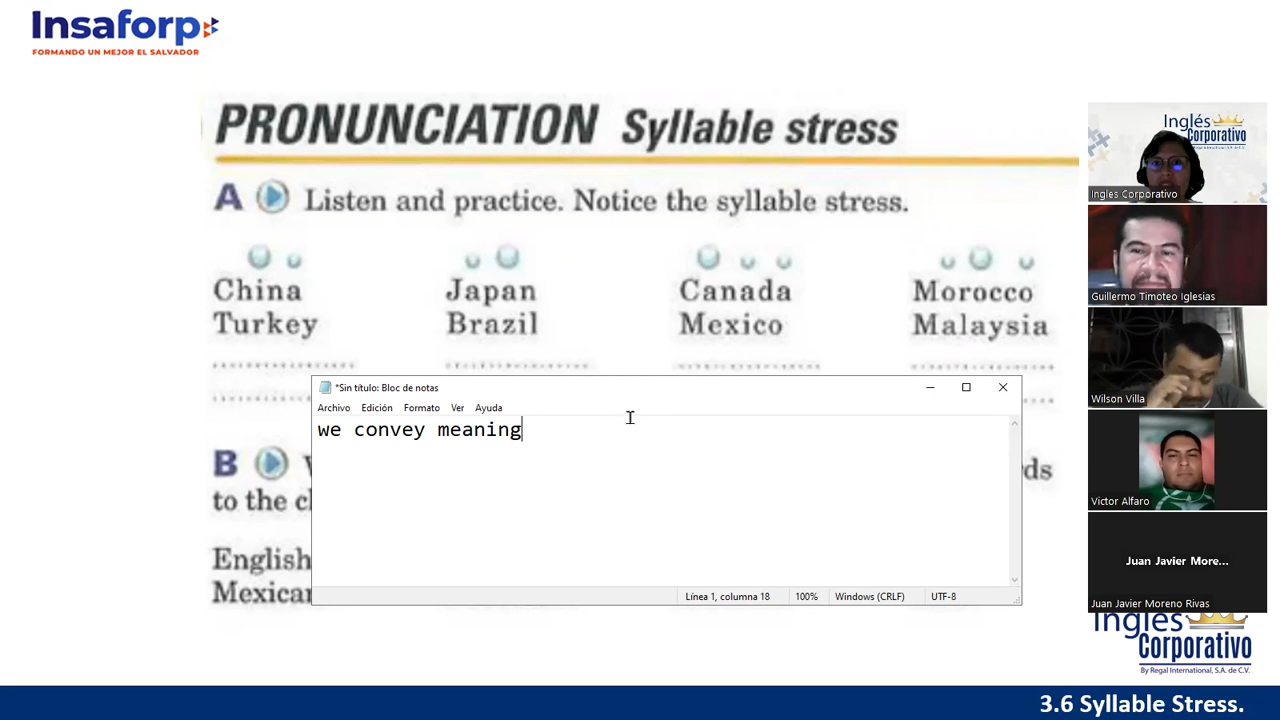 Insaforp
FORMANDO UN MEJOR EL SALVADOR
PRONUNCIATION Syllable stress
A Listen and practice. Notice the syllable stress.
China Japan Canada Morocco
Turkey Brazil Mexico Malaysia
*Sin título: Bloc de notas
Archivo Edición Formato Ver Ayuda
we convey meaning
B
to the
English
Línea 1, columna 18 100% Windows (CRLF) UTF-8
Inglés
Corporativo
Ingles Corporativo
Guillermo Timoteo Iglesias
Wilson Villa
Victor Alfaro
Juan Javier More...
Juan Javier Moreno Rivas
Inglés
Corporativo
By Regal International, S.A. de C.V.
3.6 Syllable Stress.